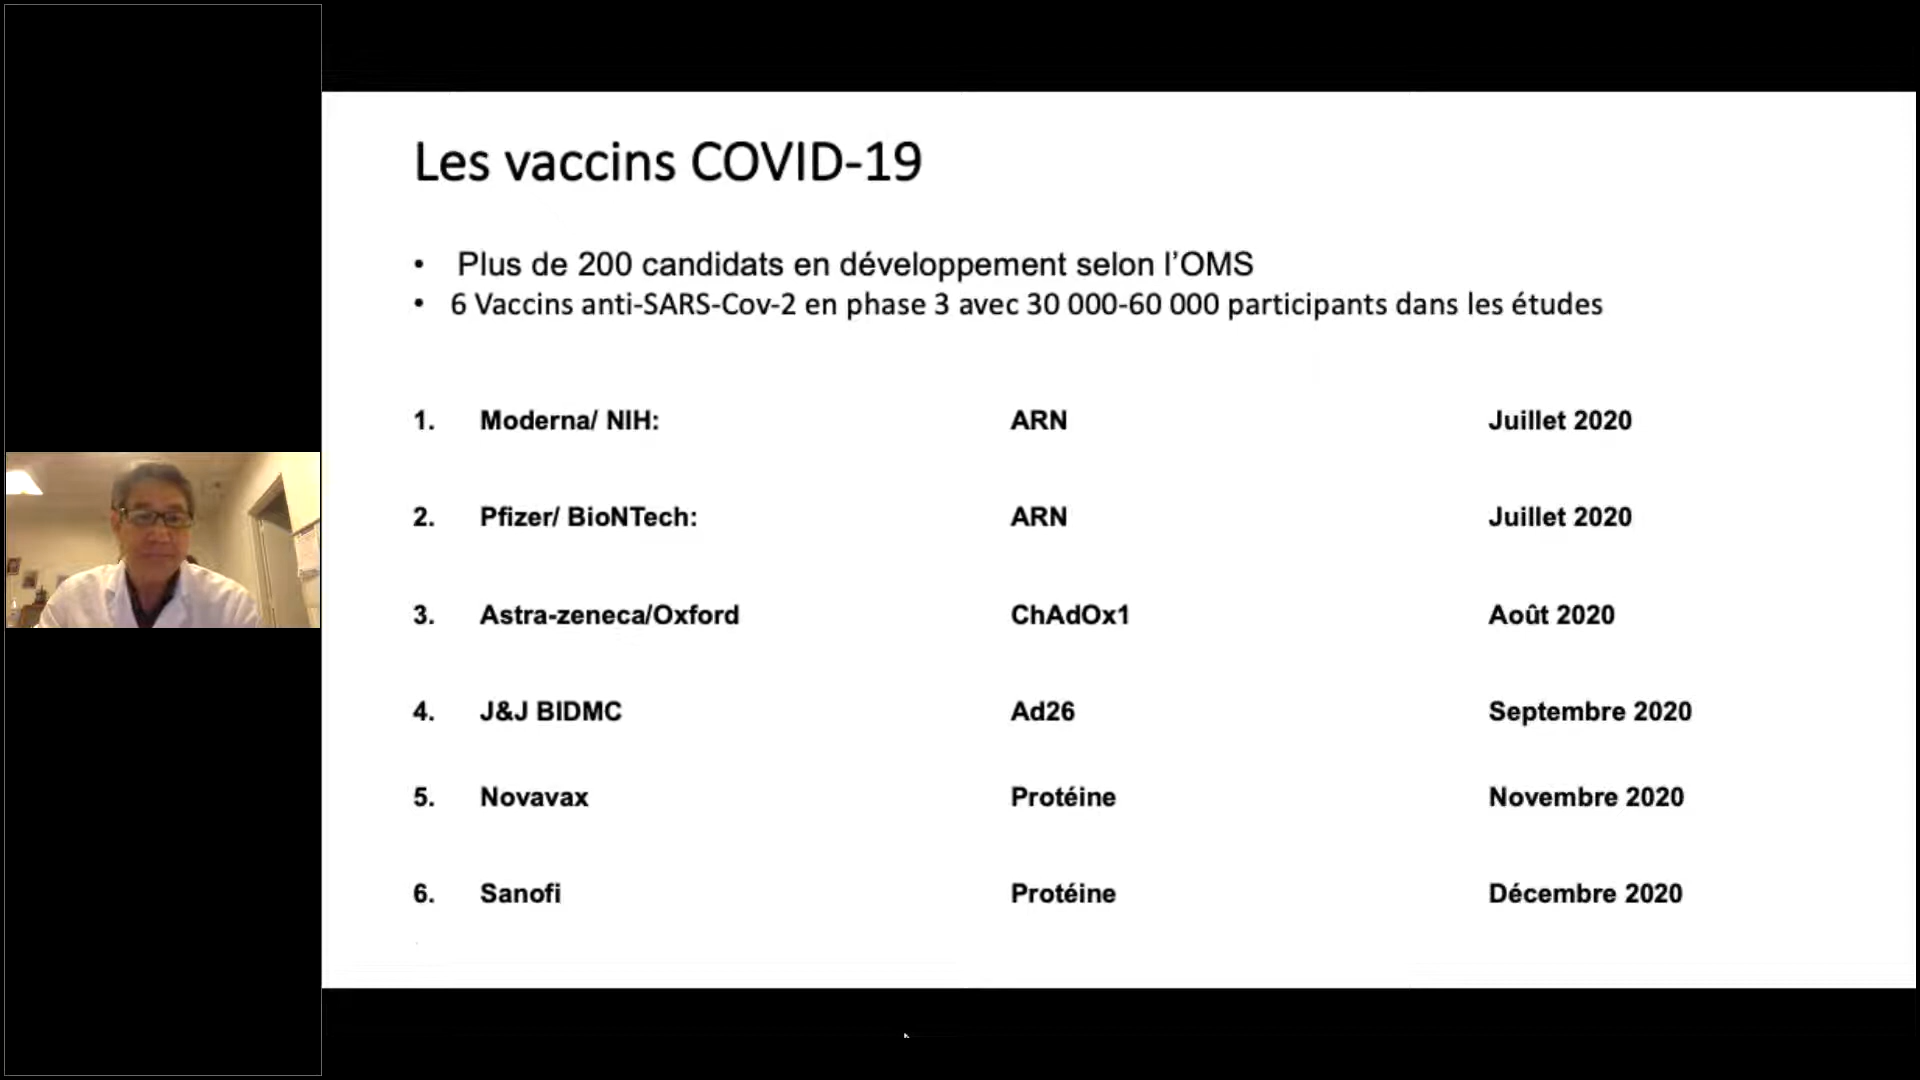 Les vaccins COVID-19
• Plus de 200 candidats en développement selon l’OMS
• 6 Vaccins anti-SARS-Cov-2 en phase 3 avec 30 000-60 000 participants dans les études
1. Moderna/ NIH: ARN Juillet 2020
2. Pfizer/ BioNTech: ARN Juillet 2020
3. Astra-zeneca/Oxford ChAdOx1 Août 2020
4. J&J BIDMC Ad26 Septembre 2020
5. Novavax Protéine Novembre 2020
6. Sanofi Protéine Décembre 2020